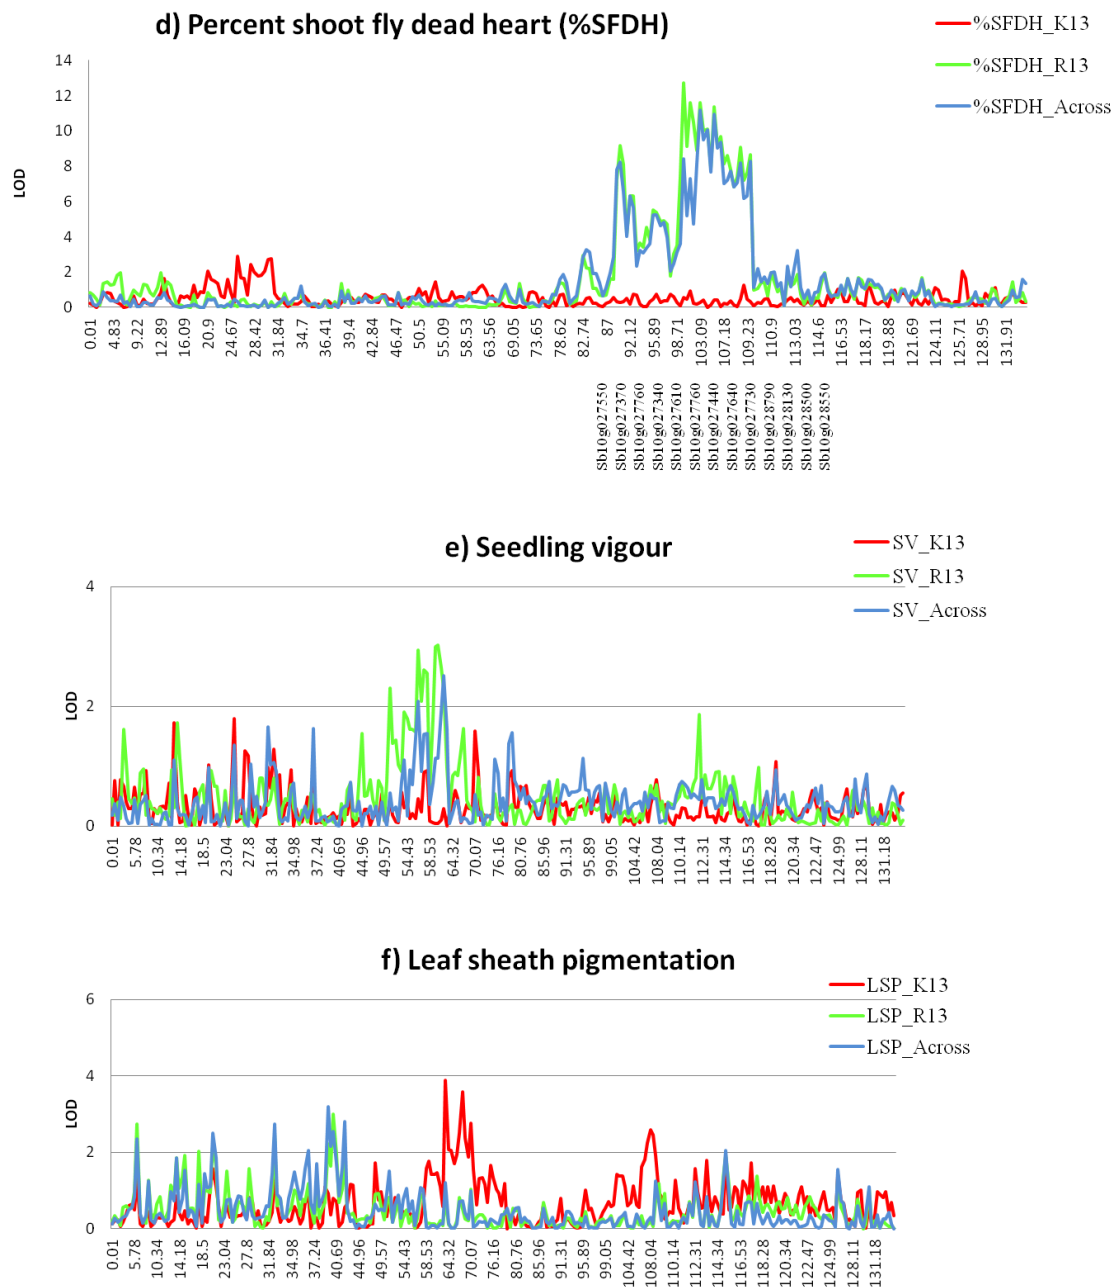 d) Percent shoot fly dead heart (%SFDH)
%SFDH_K13
%SFDH_R13
%SFDH_Across
LOD
14
12
10
8
6
4
2
0
0.01 4.83 9.22 12.89 16.09 20.9 24.67 28.42 31.84 34.7 36.41 39.4 42.84 46.47 50.5 55.09 58.53 63.56 69.05 73.65 78.62 82.74 87 92.12 95.89 98.71 103.09 107.18 109.23 110.9 113.03 114.6 116.53 118.17 119.88 121.69 124.11 125.71 128.95 131.91
Sb10g027550
Sb10g027370
Sb10g027760
Sb10g027340
Sb10g027610
Sb10g027760
Sb10g027440
Sb10g027640
Sb10g027730
Sb10g028790
Sb10g028130
Sb10g028500
Sb10g028550
e) Seedling vigour
SV_K13
SV_R13
SV_Across
LOD
4
2
0
0.01 5.78 10.34 14.18 18.5 23.04 27.8 31.84 34.98 37.24 40.69 44.96 49.57 54.43 58.53 64.32 70.07 76.16 80.76 85.96 91.31 95.89 99.05 104.42 108.04 110.14 112.31 114.34 116.53 118.28 120.34 122.47 124.99 128.11 131.18
f) Leaf sheath pigmentation
LSP_K13
LSP_R13
LSP_Across
LOD
6
4
2
0
0.01 5.78 10.34 14.18 18.5 23.04 27.8 31.84 34.98 37.24 40.69 44.96 49.57 54.43 58.53 64.32 70.07 76.16 80.76 85.96 91.31 95.89 99.05 104.42 108.04 110.14 112.31 114.34 116.53 118.28 120.34 122.47 124.99 128.11 131.18